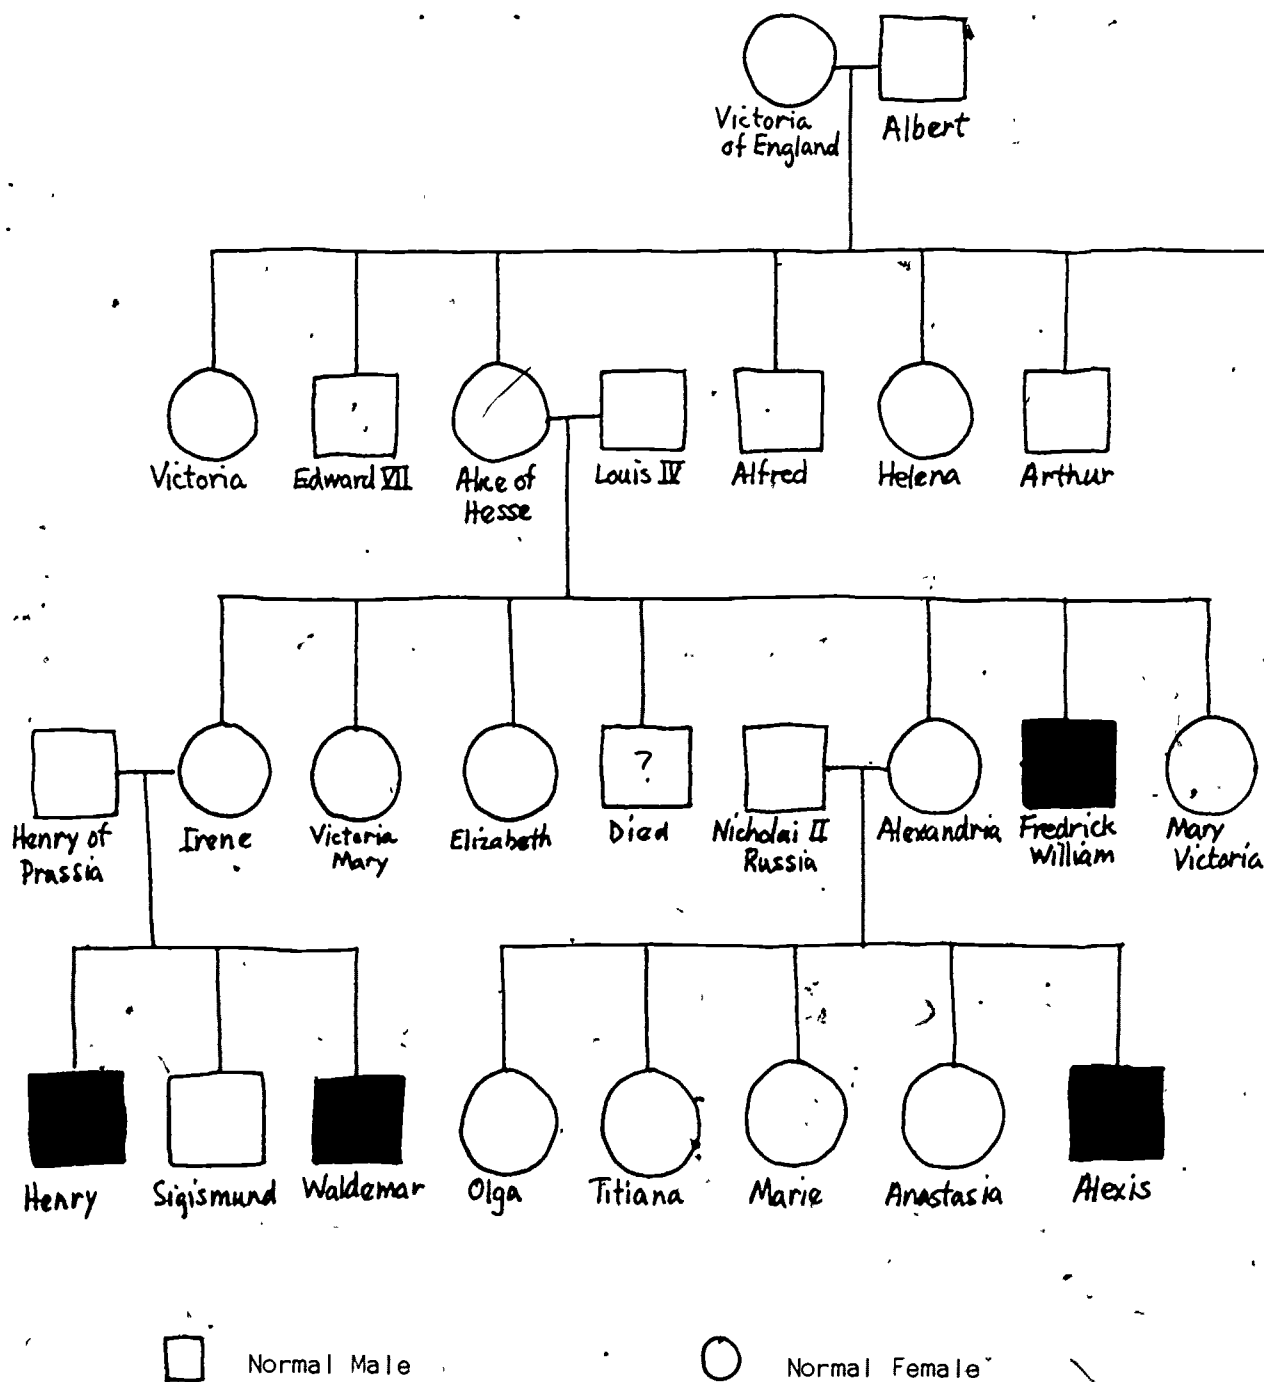 Victoria
of England
Albert
Victoria
Edward VII
Alice of
Hesse
Louis IV
Alfred
Helena
Arthur
?
Henry of
Prassia
Irene
Victoria
Mary
Elizabeth
Died
Nicholai II
Russia
Alexandria
Fredrick
William
Mary
Victoria
Henry
Sigismund
Waldemar
Olga
Titiana
Marie
Anastasia
Alexis
Normal Male
Normal Female